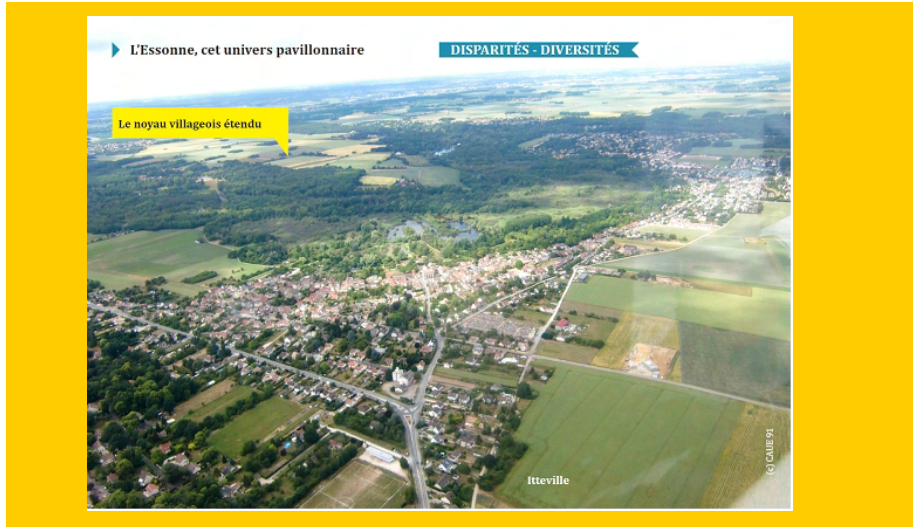 L'Essonne, cet univers pavillonnaire
DISPARITÉS - DIVERSITÉS
Le noyau villageois étendu
(c) CAUE 91
Itteville